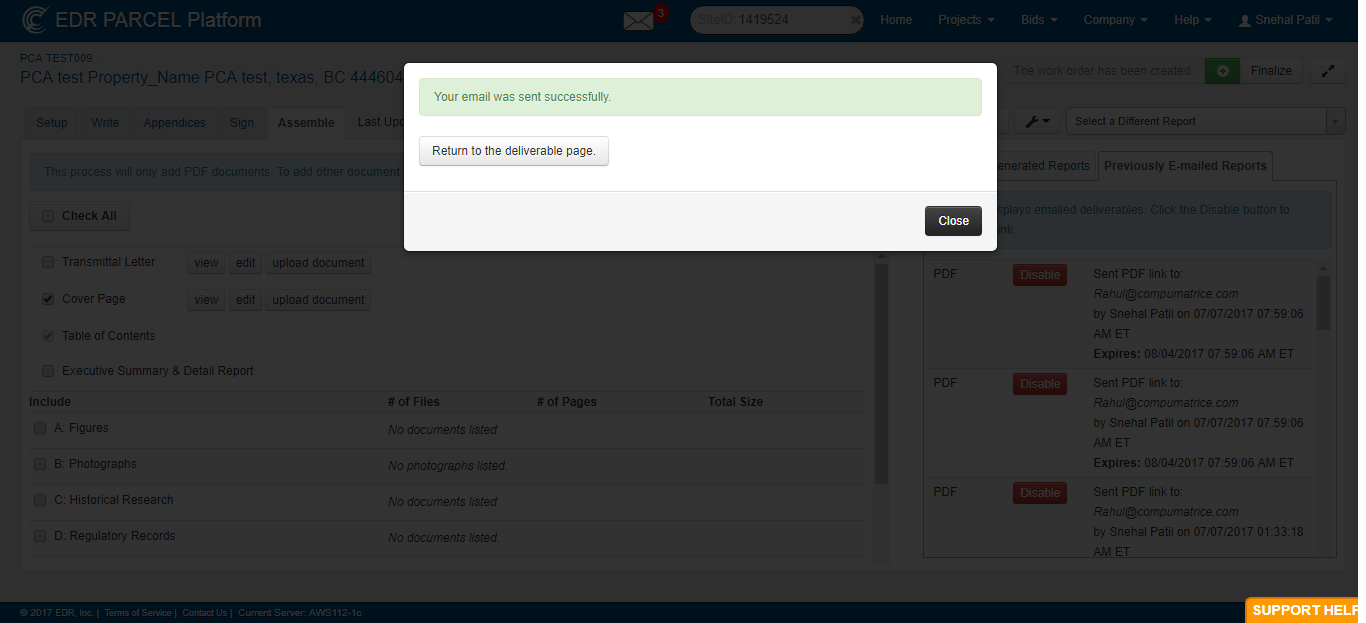 EDR PARCEL Platform
3
SiteID: 1419524
Home
Projects
Bids
Company
Help
Snehal Patil
PCA TEST009
PCA test Property_Name PCA test, texas, BC 444604
The work order has been created.
Finalize
Your email was sent successfully.
Return to the deliverable page.
Close
Setup
Write
Appendices
Sign
Assemble
Last Upd
Select a Different Report
This process will only add PDF documents. To add other document
Check All
Transmittal Letter
view
edit
upload document
Cover Page
view
edit
upload document
Table of Contents
Executive Summary & Detail Report
Include
# of Files
# of Pages
Total Size
A: Figures
No documents listed.
B: Photographs
No photographs listed.
C: Historical Research
No documents listed.
D: Regulatory Records
No documents listed.
enerated Reports
Previously E-mailed Reports
splays emailed deliverables. Click the Disable button to
nk.
PDF
Disable
Sent PDF link to:
Rahul@compumatrice.com
by Snehal Patil on 07/07/2017 07:59:06
AM ET
Expires: 08/04/2017 07:59:06 AM ET
PDF
Disable
Sent PDF link to:
Rahul@compumatrice.com
by Snehal Patil on 07/07/2017 07:59:06
AM ET
Expires: 08/04/2017 07:59:06 AM ET
PDF
Disable
Sent PDF link to:
Rahul@compumatrice.com
by Snehal Patil on 07/07/2017 01:33:18
AM ET
© 2017 EDR, Inc. | Terms of Service | Contact Us | Current Server: AWS112-1c
SUPPORT HELP